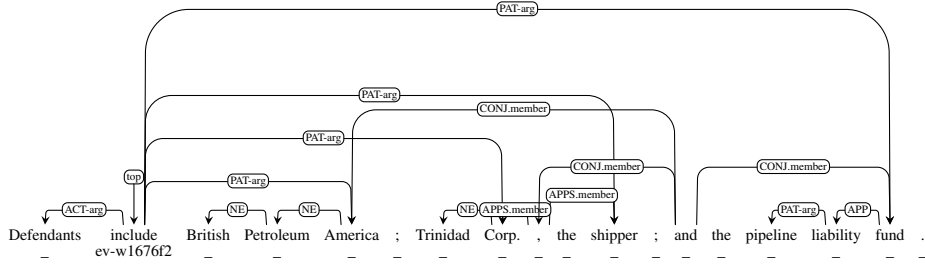 PAT-arg
PAT-arg
CONJ.member
PAT-arg
CONJ.member CONJ.member
top PAT-arg APPS.member
ACT-arg NE NE NE APPS.member PAT-arg APP
Defendants include British Petroleum America ; Trinidad Corp. , the shipper ; and the pipeline liability fund .
_ ev-w1676f2 _ _ _ _ _ _ _ _ _ _ _ _ _ _ _ _